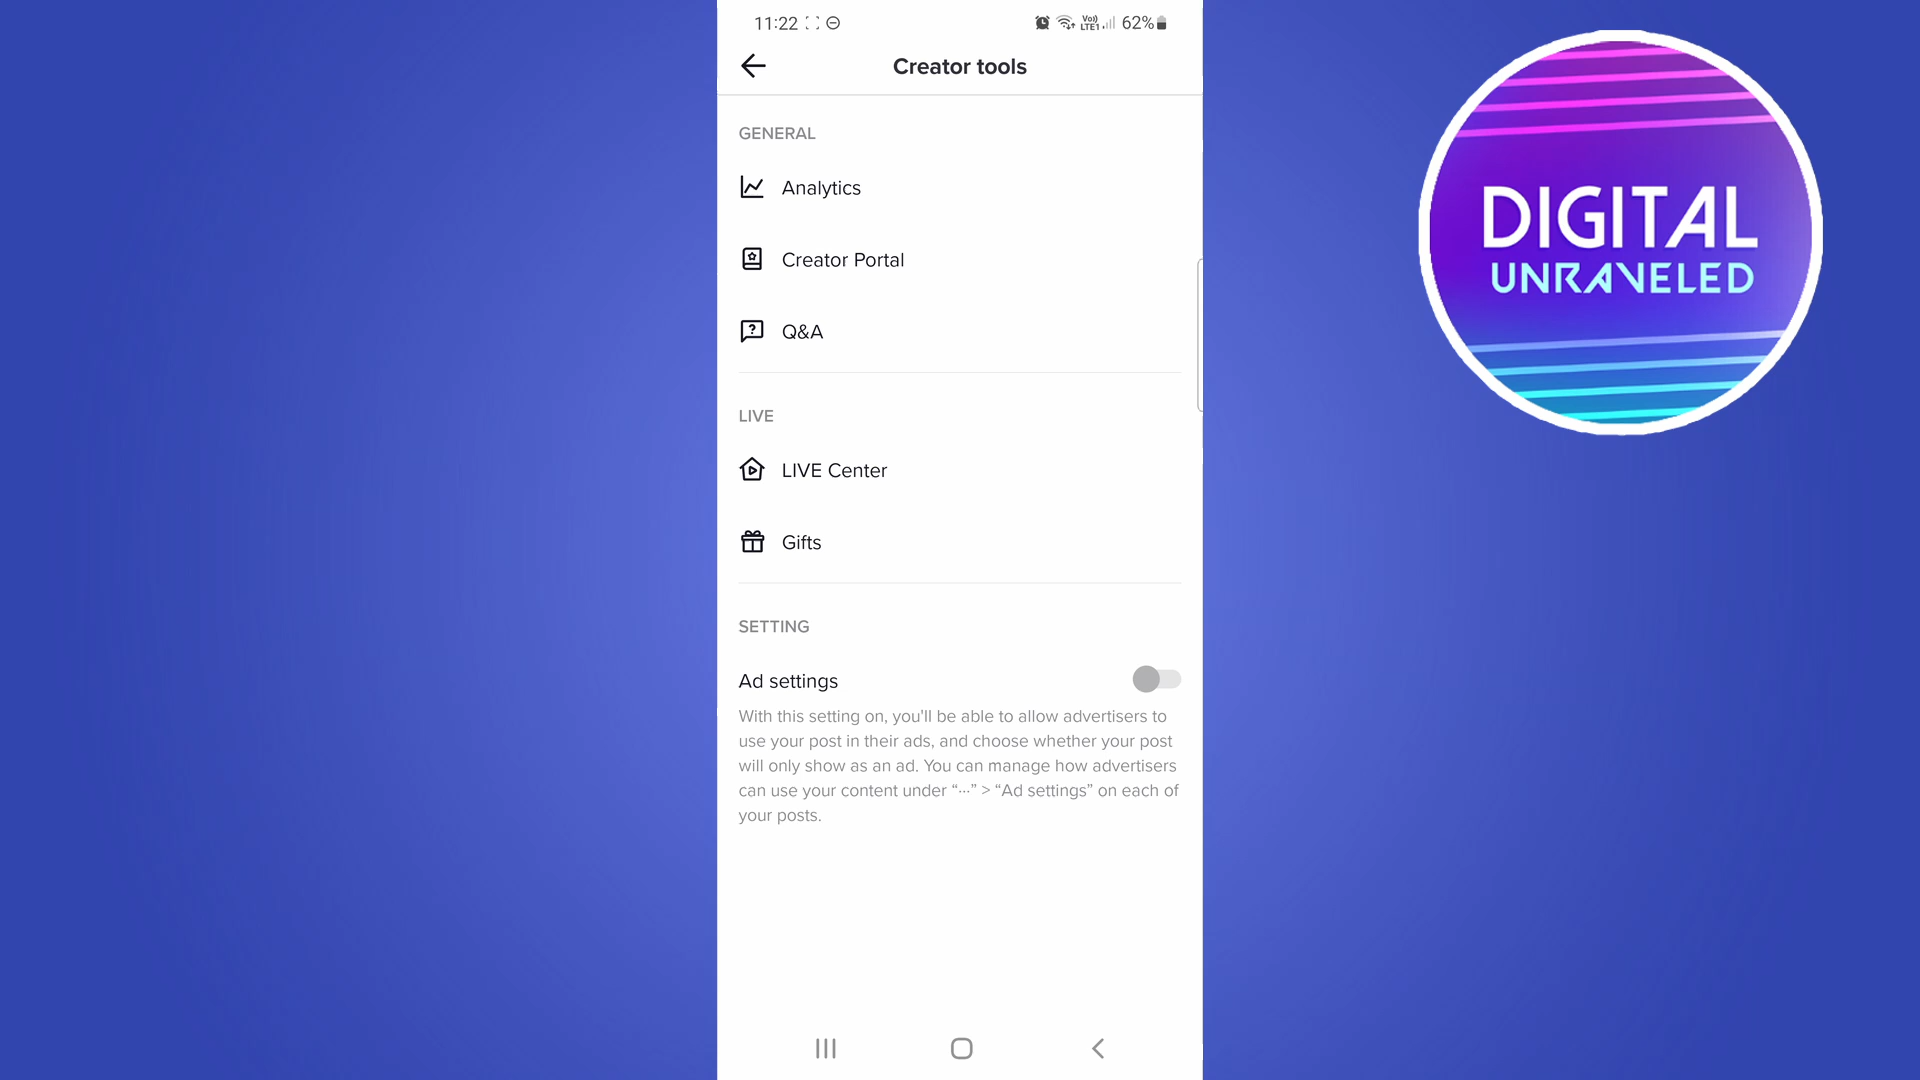 11:22
Vo)) LTE1 62%
Creator tools
GENERAL
Analytics
Creator Portal
Q&A
LIVE
LIVE Center
Gifts
SETTING
Ad settings
With this setting on, you'll be able to allow advertisers to
use your post in their ads, and choose whether your post
will only show as an ad. You can manage how advertisers
can use your content under “···” > “Ad settings” on each of
your posts.
DIGITAL
UNRAVELED